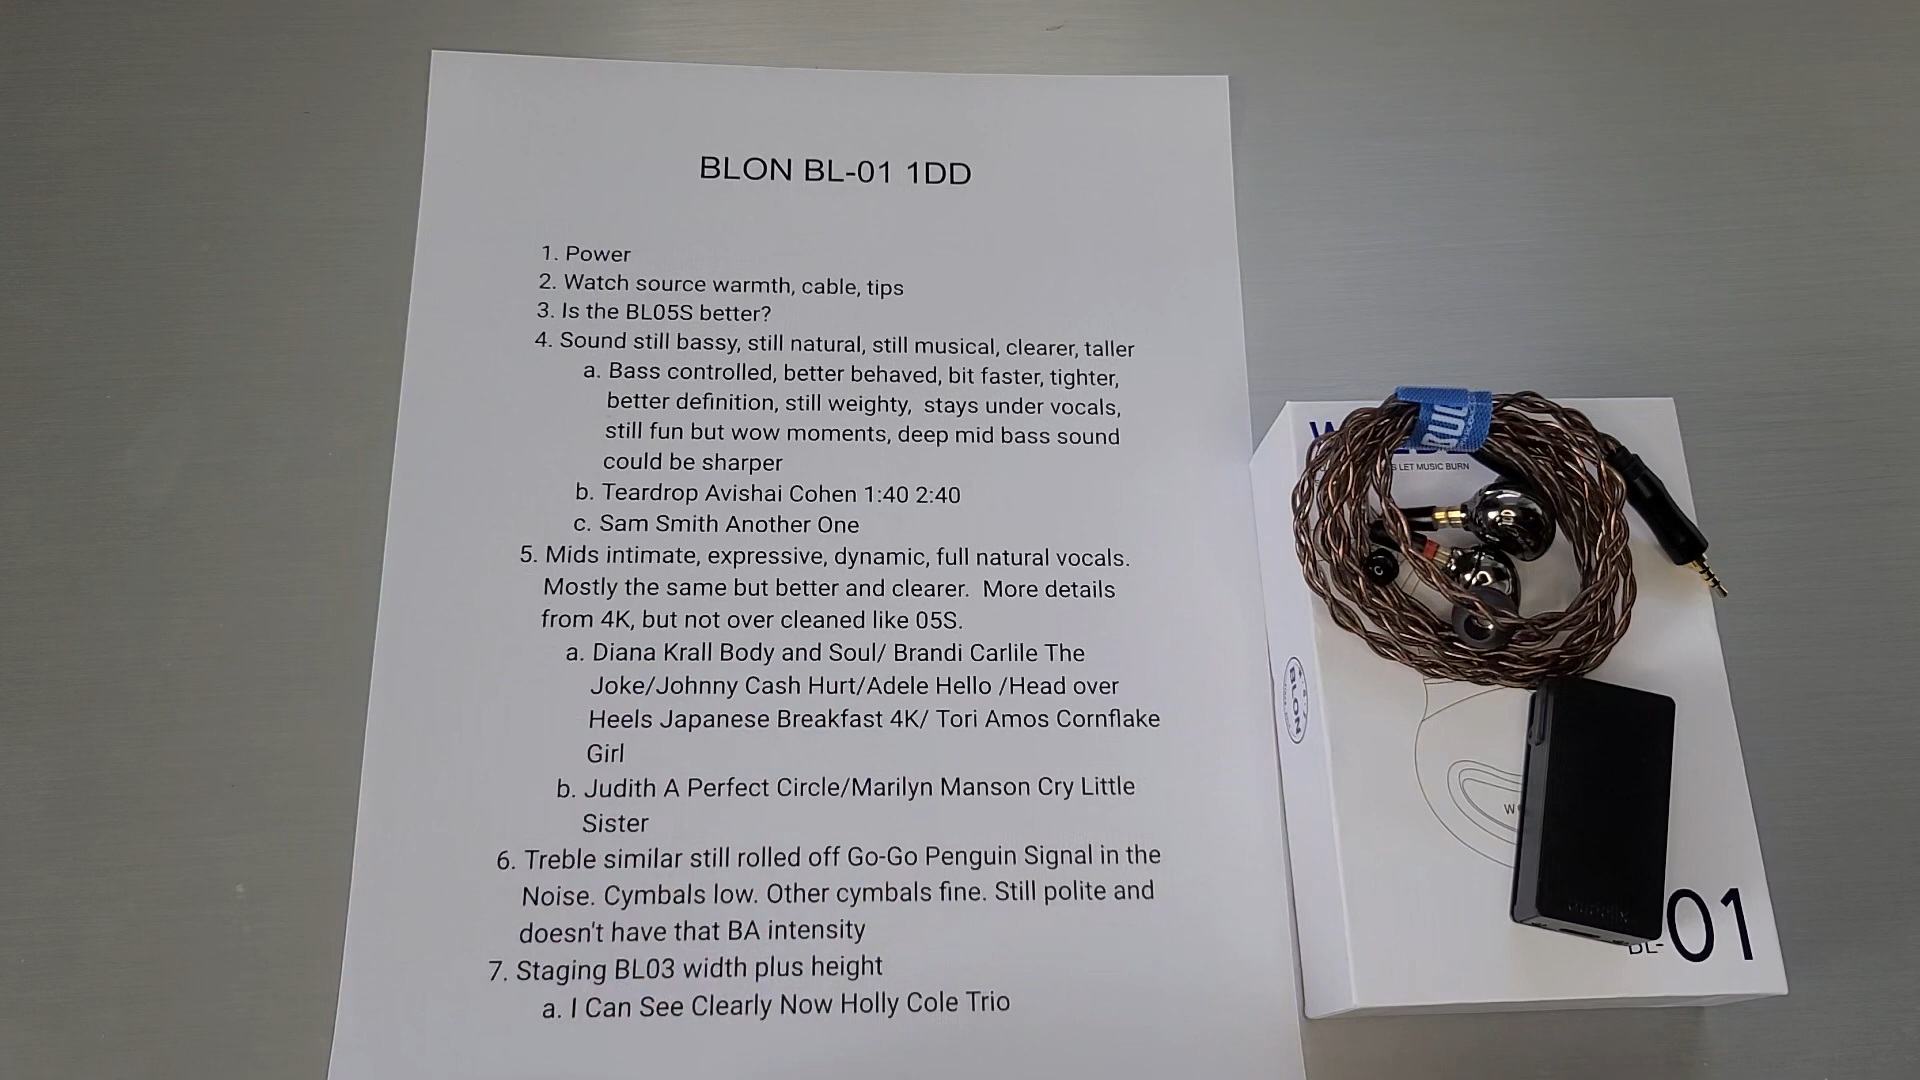 BLON BL-01 1DD
1. Power
2. Watch source warmth, cable, tips
3. Is the BL05S better?
4. Sound still bassy, still natural, still musical, clearer, taller
a. Bass controlled, better behaved, bit faster, tighter,
better definition, still weighty, stays under vocals,
still fun but wow moments, deep mid bass sound
could be sharper
b. Teardrop Avishai Cohen 1:40 2:40
c. Sam Smith Another One
5. Mids intimate, expressive, dynamic, full natural vocals.
Mostly the same but better and clearer. More details
from 4K, but not over cleaned like 05S.
a. Diana Krall Body and Soul/ Brandi Carlile The
Joke/Johnny Cash Hurt/Adele Hello /Head over
Heels Japanese Breakfast 4K/ Tori Amos Cornflake
Girl
b. Judith A Perfect Circle/Marilyn Manson Cry Little
Sister
6. Treble similar still rolled off Go-Go Penguin Signal in the
Noise. Cymbals low. Other cymbals fine. Still polite and
doesn't have that BA intensity
7. Staging BL03 width plus height
a. I Can See Clearly Now Holly Cole Trio
LET MUSIC BURN
BLON
BL-01